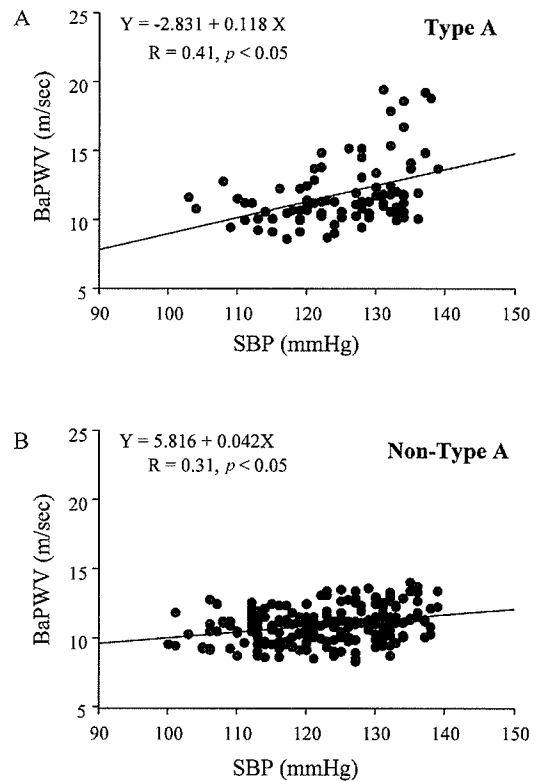 A
Y = -2.831 + 0.118 X
Type A
R = 0.41, p < 0.05
25
20
15
10
5
BaPWV (m/sec)
90 100 110 120 130 140 150
SBP (mmHg)
B
Y = 5.816 + 0.042X
Non-Type A
R = 0.31, p < 0.05
25
20
15
10
5
BaPWV (m/sec)
90 100 110 120 130 140 150
SBP (mmHg)